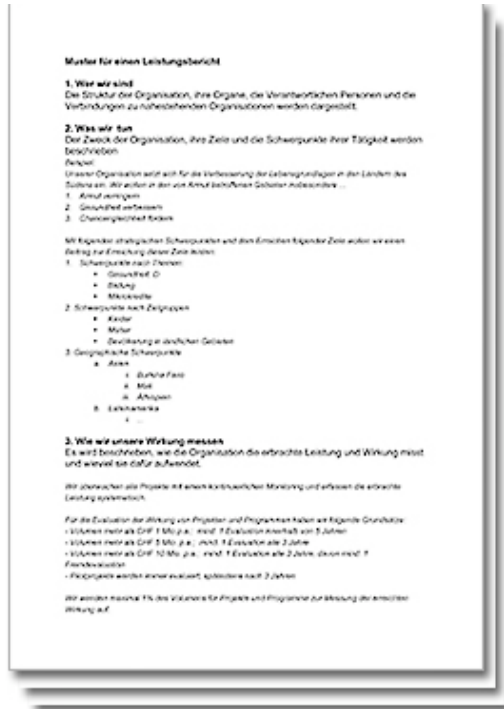 Muster für einen Leistungsbericht
1. Wer wir sind
Die Struktur der Organisation, ihre Organe, die Verantwortlichen Personen und die
Verbindungen zu nahestehenden Organisationen werden dargestellt.
2. Was wir tun
Der Zweck der Organisation, ihre Ziele und die Schwerpunkte ihrer Tätigkeit werden
beschrieben
Beispiel:
Unserer Organisation setzt sich für die Verbesserung der Lebensgrundlagen in den Ländern des
Südens ein. Wir wollen in den von Armut betroffenen Gebieten insbesondere ...
1. Armut verringern
2. Gesundheit verbessern
3. Chancengleichheit fördern
Mit folgenden strategischen Schwerpunkten und dem Erreichen folgender Ziele wollen wir einen
Beitrag zur Erreichung dieser Ziele leisten:
1. Schwerpunkte nach Themen:
• Gesundheit
• Bildung
• Mikrokredite
2. Schwerpunkte nach Zielgruppen
• Kinder
• Mütter
• Bevölkerung in ländlichen Gebieten
3. Geographische Schwerpunkte
a. Asien
i. Burkina Faso
ii. Mali
iii. Äthiopien
b. Lateinamerika
i. ...
3. Wie wir unsere Wirkung messen
Es wird beschrieben, wie die Organisation die erbrachte Leistung und Wirkung misst
und wieviel sie dafür aufwendet.
Wir überwachen alle Projekte mit einem kontinuierlichen Monitoring und erfassen die erbrachte
Leistung systematisch.
Für die Evaluation der Wirkung von Projekten und Programmen haben wir folgende Grundsätze
- Volumen mehr als CHF 1 Mio p.a.; mind. 1 Evaluation innerhalb von 5 Jahren
- Volumen mehr als CHF 5 Mio. p.a.; mind. 1 Evaluation alle 3 Jahre
- Volumen mehr als CHF 10 Mio. p.a.; mind. 1 Evaluation alle 3 Jahre, davon mind. 1
Fremdevaluation
- Pilotprojekte werden immer evaluiert, spätestens nach 3 Jahren
Wir wenden maximal 1% des Volumens für Projekte und Programme zur Messung der erreichten
Wirkung auf.